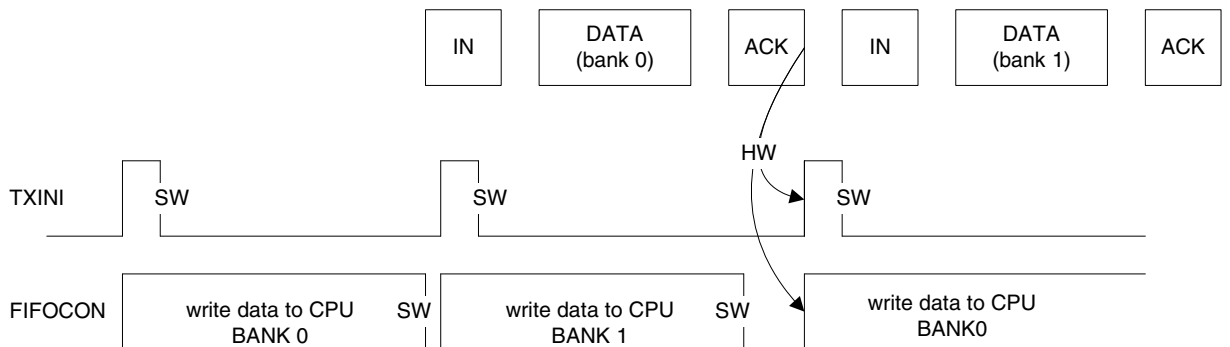 IN
DATA
(bank 0)
ACK
IN
DATA
(bank 1)
ACK
HW
TXINI
SW
SW
SW
FIFOCON
write data to CPU
BANK 0
SW
write data to CPU
BANK 1
SW
write data to CPU
BANK0